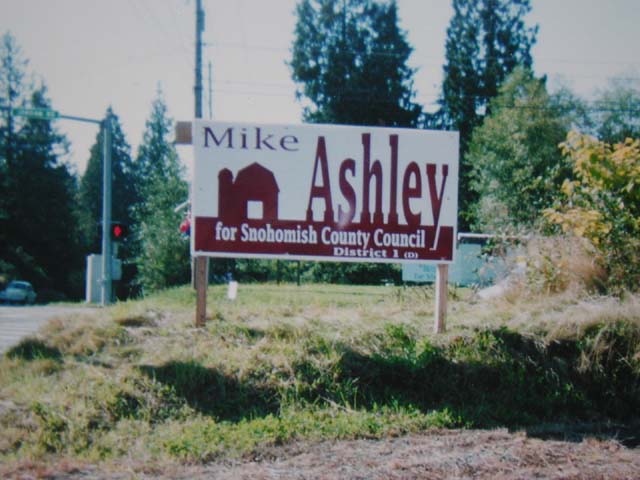 Mike
Ashley
for Snohomish County Council
District 1 (D)